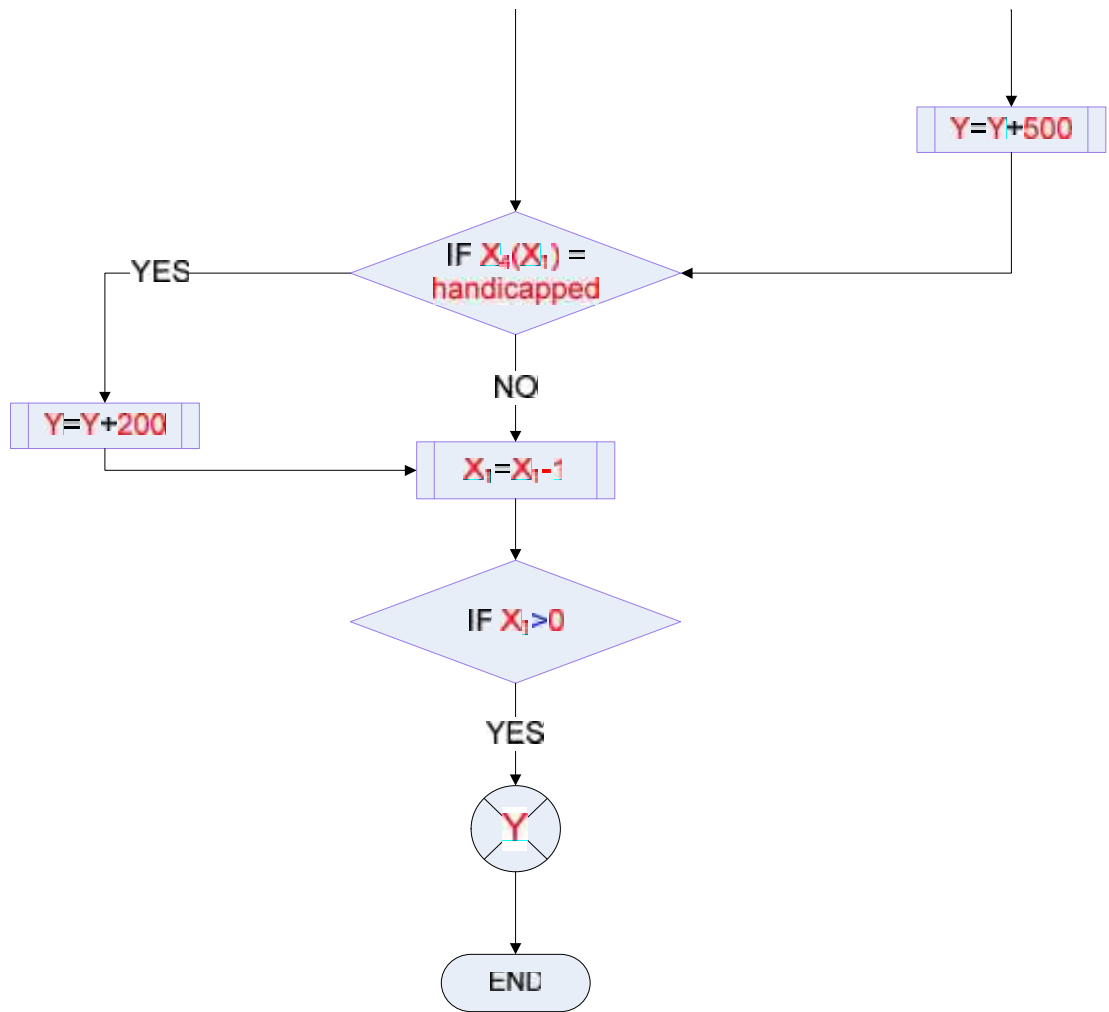 Y=Y+500
IF X₄(X₁) =
handicapped
YES
NO
Y=Y+200
X₁=X₁-1
IF X₁>0
YES
Y
END